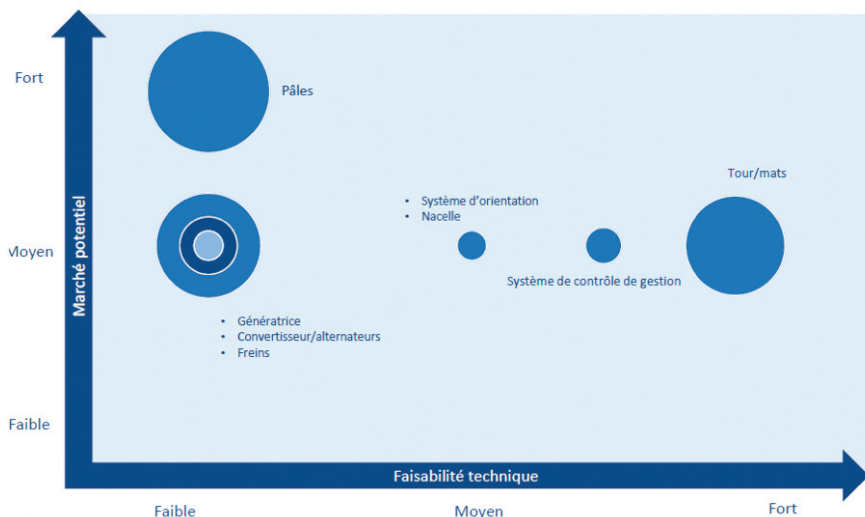 Fort
Pâles
Tour/mats
• Système d'orientation
• Nacelle
Moyen
Marché potentiel
Système de contrôle de gestion
• Génératrice
• Convertisseur/alternateurs
• Freins
Faible
Faisabilité technique
Faible
Moyen
Fort